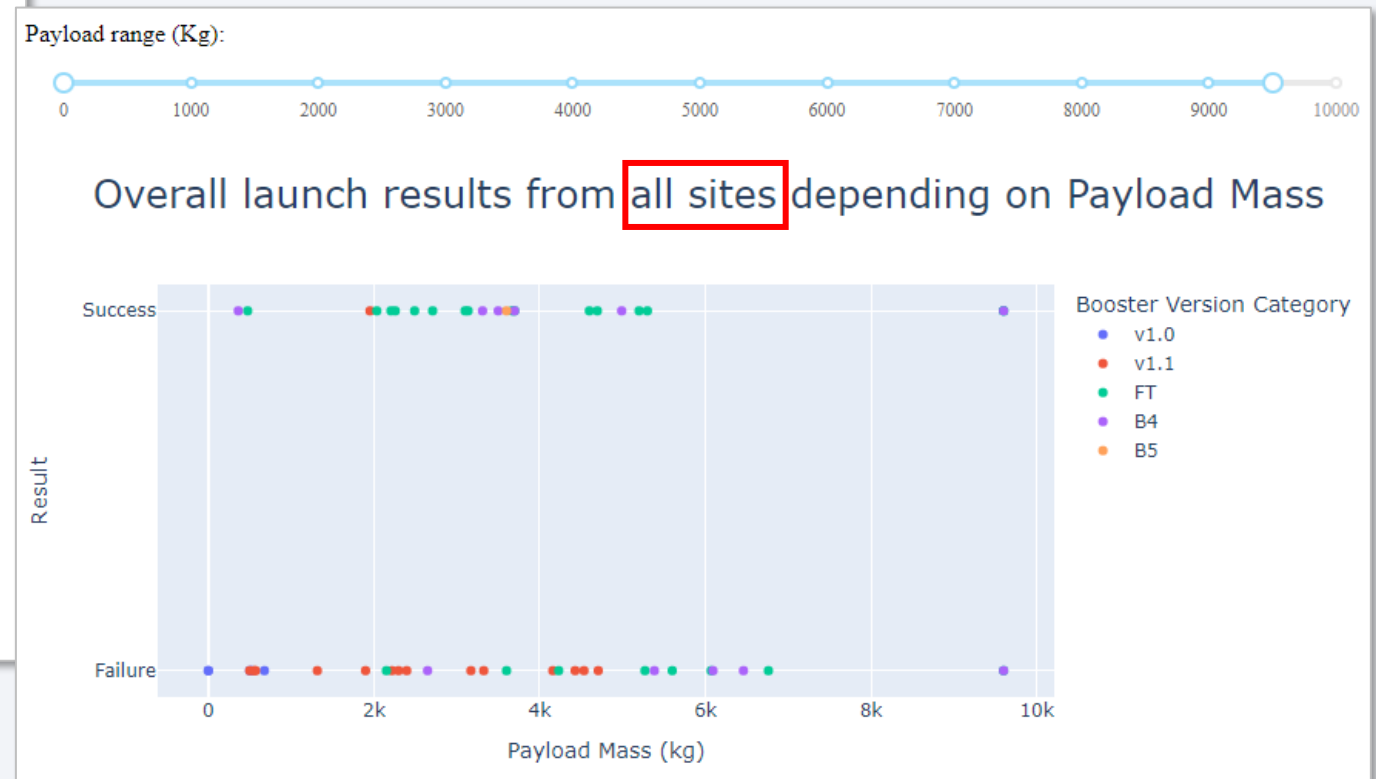 Payload range (Kg):
0 1000 2000 3000 4000 5000 6000 7000 8000 9000 10000
Overall launch results from all sites depending on Payload Mass
Success
Failure
Result
0 2k 4k 6k 8k 10k
Payload Mass (kg)
Booster Version Category
v1.0
v1.1
FT
B4
B5